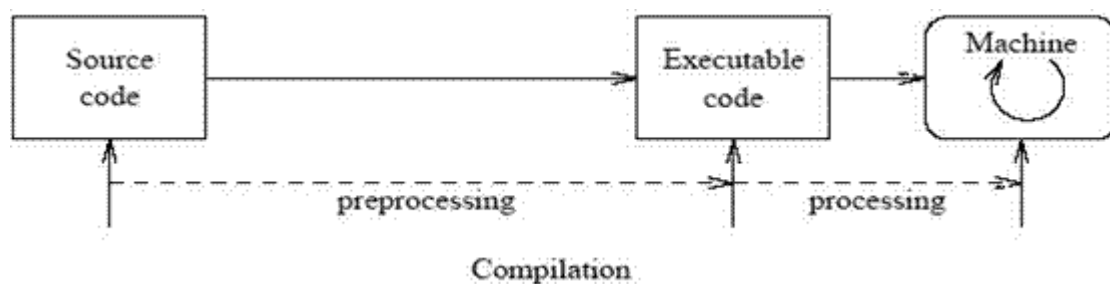 Source
code
Executable
code
Machine
preprocessing
processing
Compilation